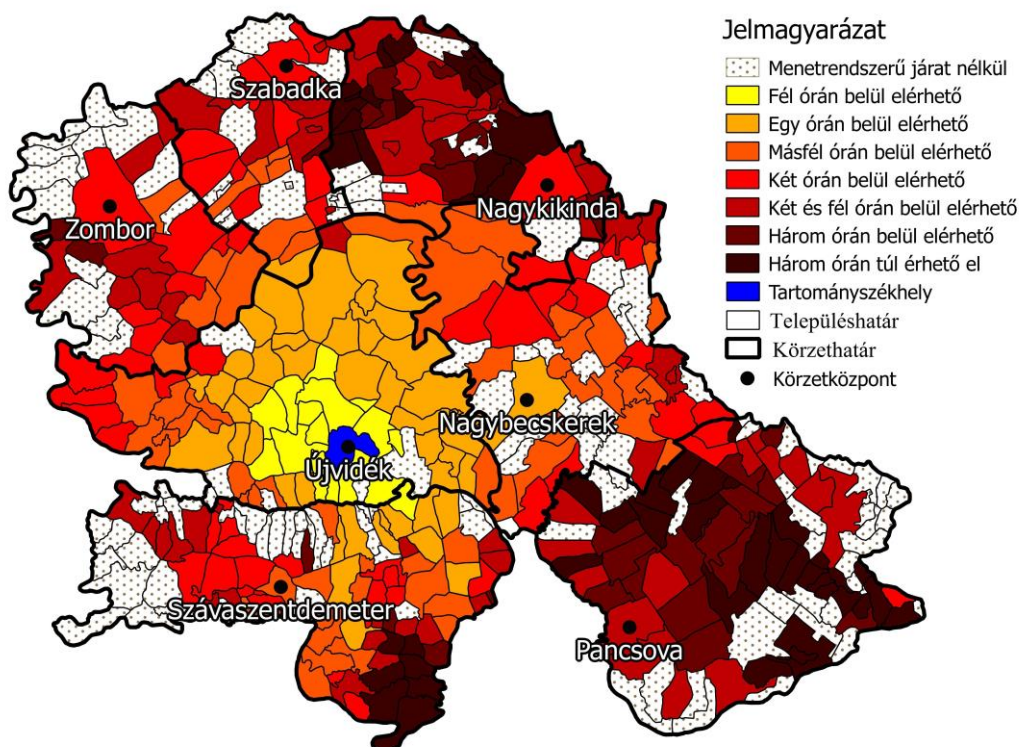 Jelmagyarázat
Menetrendszerű járat nélkül
Fél órán belül elérhető
Egy órán belül elérhető
Másfél órán belül elérhető
Két órán belül elérhető
Két és fél órán belül elérhető
Három órán belül elérhető
Három órán túl érhető el
Tartományszékhely
Településhatár
Körzethatár
Körzetközpont
Szabadka
Zombor
Nagykikinda
Nagybecskerek
Újvidék
Szávaszentdemeter
Pancsova